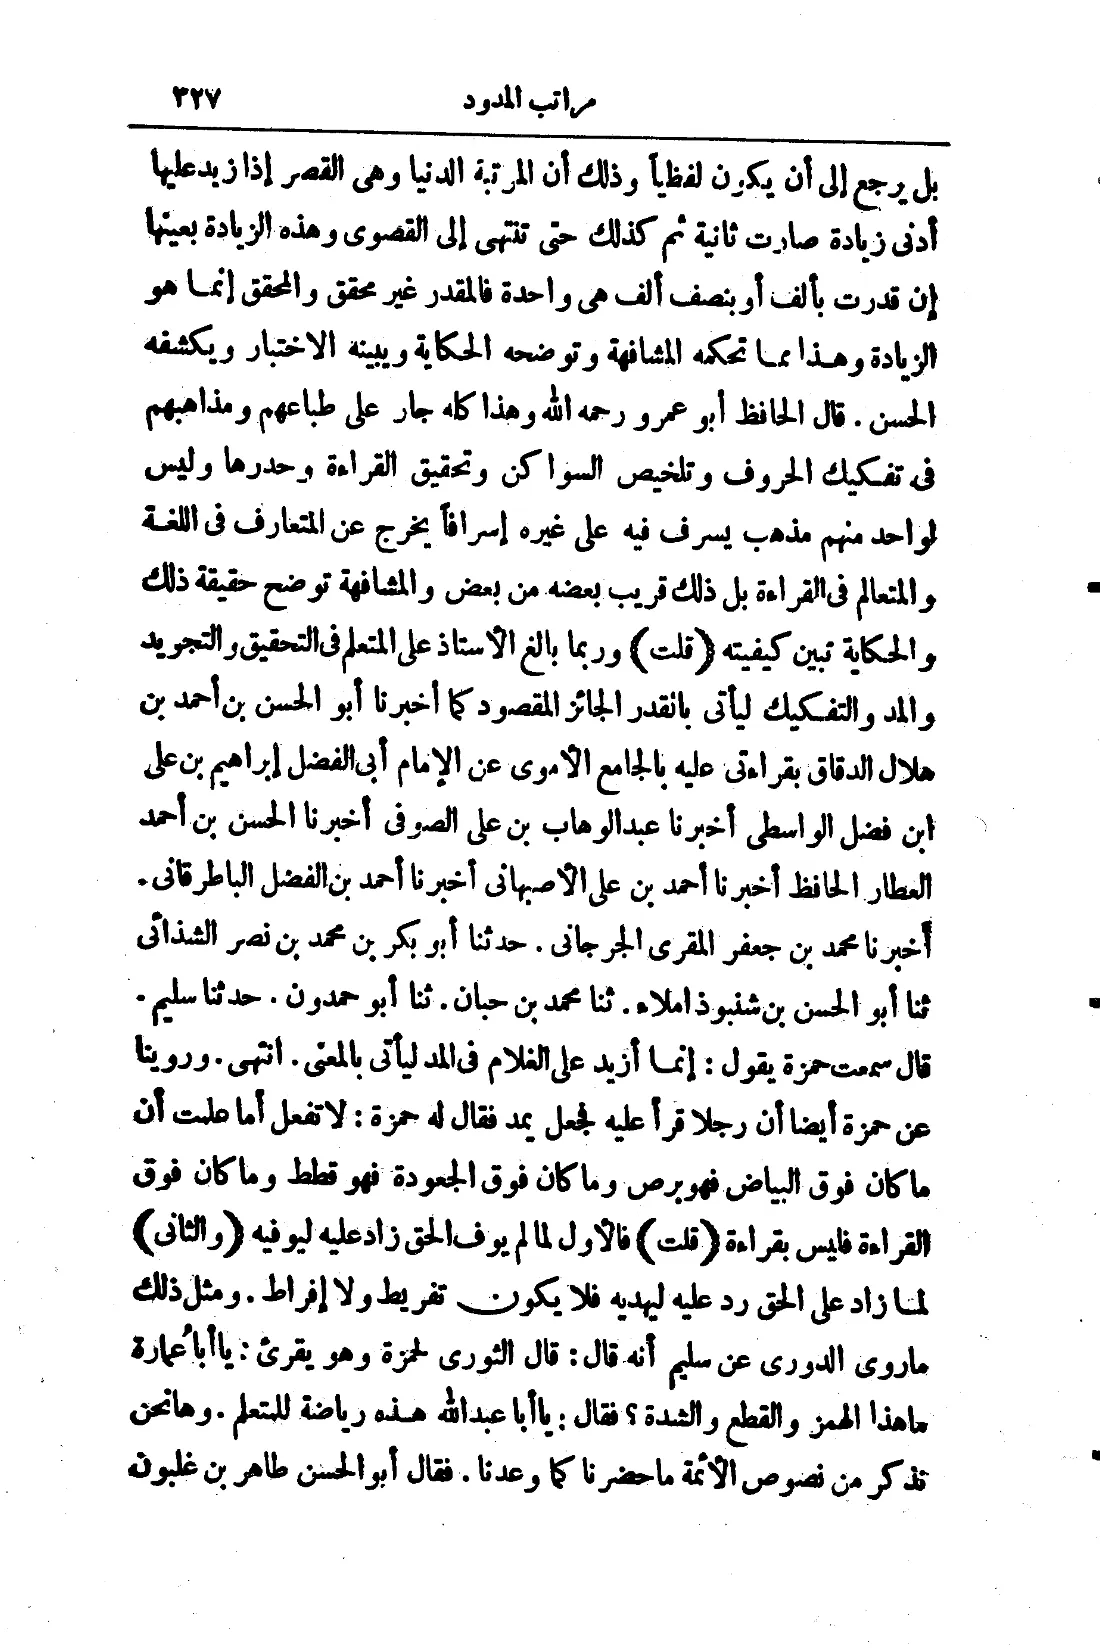 مراتب المدود ٣٢٧
بل يرجع إلى أن يكون لفظياً وذلك أن المرتبة الدنيا وهى القصر إذا زيد عليها
أدنى زيادة صارت ثانية ثم كذلك حتى تنتهى إلى القصوى وهذه الزيادة بعينها
إن قدرت بألف أو بنصف ألف هى واحدة فالمقدر غير محقق والمحقق إنما هو
الزيادة وهذا مما تحكمه المشافهة وتوضحه الحكاية ويبينه الاختبار ويكشفه
الحسن . قال الحافظ أبو عمرو رحمه الله وهذا كله جار على طباعهم ومذاهبهم
فى تفكيك الحروف وتلخيص السواكن وتحقيق القراءة وحدرها وليس
لواحد منهم مذهب يسرف فيه على غيره إسرافاً يخرج عن المتعارف فى اللغة
والمتعالم فى القراءة بل ذلك قريب بعضه من بعض والمشافهة توضح حقيقة ذلك
والحكاية تبين كيفيته (قلت) وربما بالغ الأستاذ على المتعلم فى التحقيق والتجويد
والمد والتفكيك ليأتى بالقدر الجائز المقصود كما أخبرنا أبو الحسن بن أحمد بن
هلال الدقاق بقراءتى عليه بالجامع الأموى عن الإمام أبى الفضل إبراهيم بن على
ابن فضل الواسطى أخبرنا عبدالوهاب بن على الصوفى أخبرنا الحسن بن أحمد
العطار الحافظ أخبرنا أحمد بن على الأصبهانى أخبرنا أحمد بن الفضل الباطرقانى .
أخبرنا محمد بن جعفر المقرى الجرجانى . حدثنا أبو بكر بن محمد بن نصر الشذائى
ثنا أبو الحسن بن شنبوذ املاء . ثنا محمد بن حبان . ثنا أبو حمدون . حدثنا سليم .
قال سمعت حمزة يقول : إنما أزيد على الغلام فى المد ليأتى بالمعنى . انتهى . وروينا
عن حمزة أيضا أن رجلا قرأ عليه فجعل يمد فقال له حمزة : لا تفعل أما علمت أن
ما كان فوق البياض فهو برص وما كان فوق الجعودة فهو قطط وما كان فوق
القراءة فليس بقراءة (قلت) فالأول لما لم يوف الحق زاد عليه ليوفيه (والثانى)
لما زاد على الحق رد عليه ليهديه فلا يكون تفريط ولا إفراط . ومثل ذلك
ماروى الدورى عن سليم أنه قال : قال الثورى لحمزة وهو يقرئ : يا أبا عمارة
ماهذا الهمز والقطع والشدة ؟ فقال : يا أبا عبدالله هذه رياضة للمتعلم . وهانحن
نذكر من نصوص الأئمة ماحضرنا كما وعدنا . فقال أبو الحسن طاهر بن غلبون